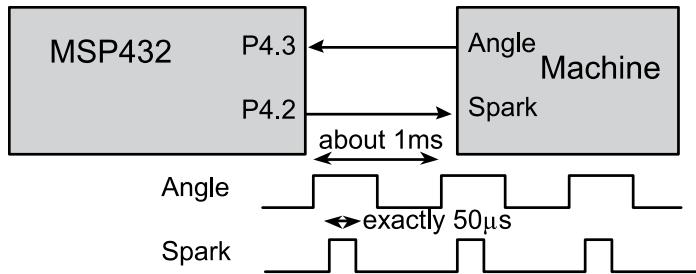 MSP432
P4.3
P4.2
Angle
Machine
Spark
about 1ms
Angle
exactly 50μs
Spark